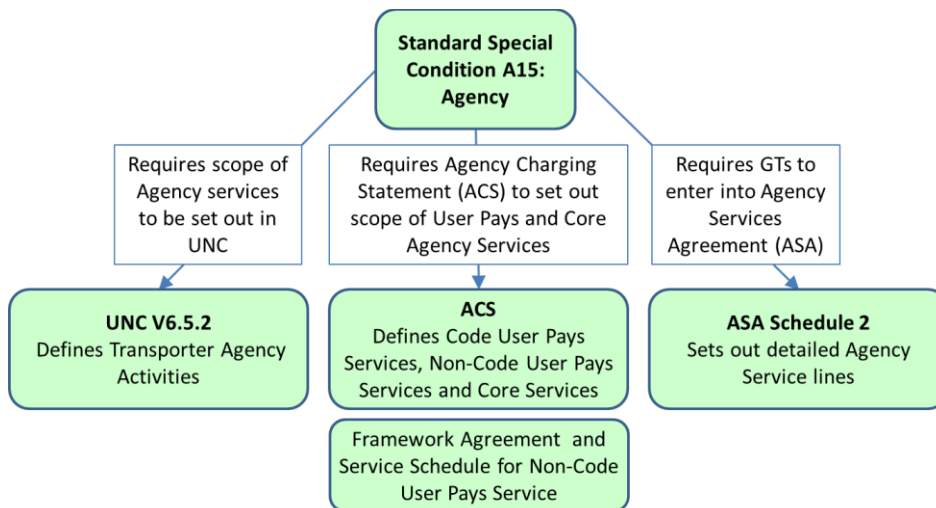 Standard Special
Condition A15:
Agency
Requires scope of
Agency services
to be set out in
UNC
Requires Agency Charging
Statement (ACS) to set out
scope of User Pays and Core
Agency Services
Requires GTs to
enter into Agency
Services
Agreement (ASA)
UNC V6.5.2
Defines Transporter Agency
Activities
ACS
Defines Code User Pays
Services, Non-Code User Pays
Services and Core Services
ASA Schedule 2
Sets out detailed Agency
Service lines
Framework Agreement and
Service Schedule for Non-Code
User Pays Service